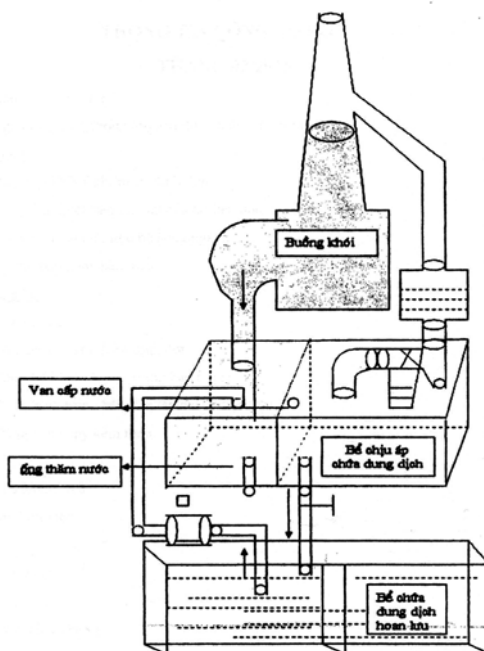 Buồng khói
Van cấp nước
Bể chịu áp
chứa dung dịch
ống thăm nước
Bể chứa
dung dịch
hoan lưu